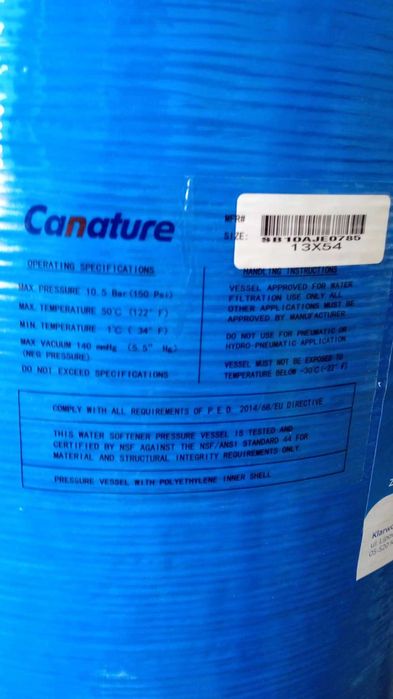 Canature
MFR#
SIZE:
SB10AJE0785
13X54
OPERATING SPECIFICATIONS
MAX. PRESSURE 10.5 Bar (150 Psi)
MAX. TEMPERATURE 50℃ (122° F)
MIN. TEMPERATURE 1℃ ( 34° F)
MAX VACUUM 140 mmHg (5.5" Hg)
(NEG PRESSURE)
DO NOT EXCEED SPECIFICATIONS
HANDLING INSTRUCTIONS
VESSEL APPROVED FOR WATER
FILTRATION USE ONLY ALL
OTHER APPLICATIONS MUST BE
APPROVED BY MANUFACTURER
DO NOT USE FOR PNEUMATIC OR
HYDRO-PNEUMATIC APPLICATION
VESSEL MUST NOT BE EXPOSED TO
TEMPERATURE BELOW -30℃(-22° F)
COMPLY WITH ALL REQUIREMENTS OF P.E.D. 2014/68/EU DIRECTIVE
THIS WATER SOFTENER PRESSURE VESSEL IS TESTED AND
CERTIFIED BY NSF AGAINST THE NSF/ANSI STANDARD 44 FOR
MATERIAL AND STRUCTURAL INTEGRITY REQUIREMENTS ONLY.
PRESSURE VESSEL WITH POLYETHYLENE INNER SHELL
ul.
05-520